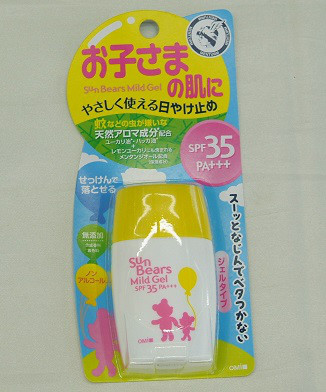 お子さま
の肌に
Sun Bears Mild Gel
やさしく使える日やけ止め
蚊などの虫が嫌いな
天然アロマ成分配合
ユーカリ油・ハッカ油
SPF 35
PA+++
せっけんで
落とせる
無添加
ノン
アルコール
スーッとなじんでベタつかない
ジェルタイプ
Sun
Bears
Mild Gel
SPF 35 PA+++
OMI
OMI